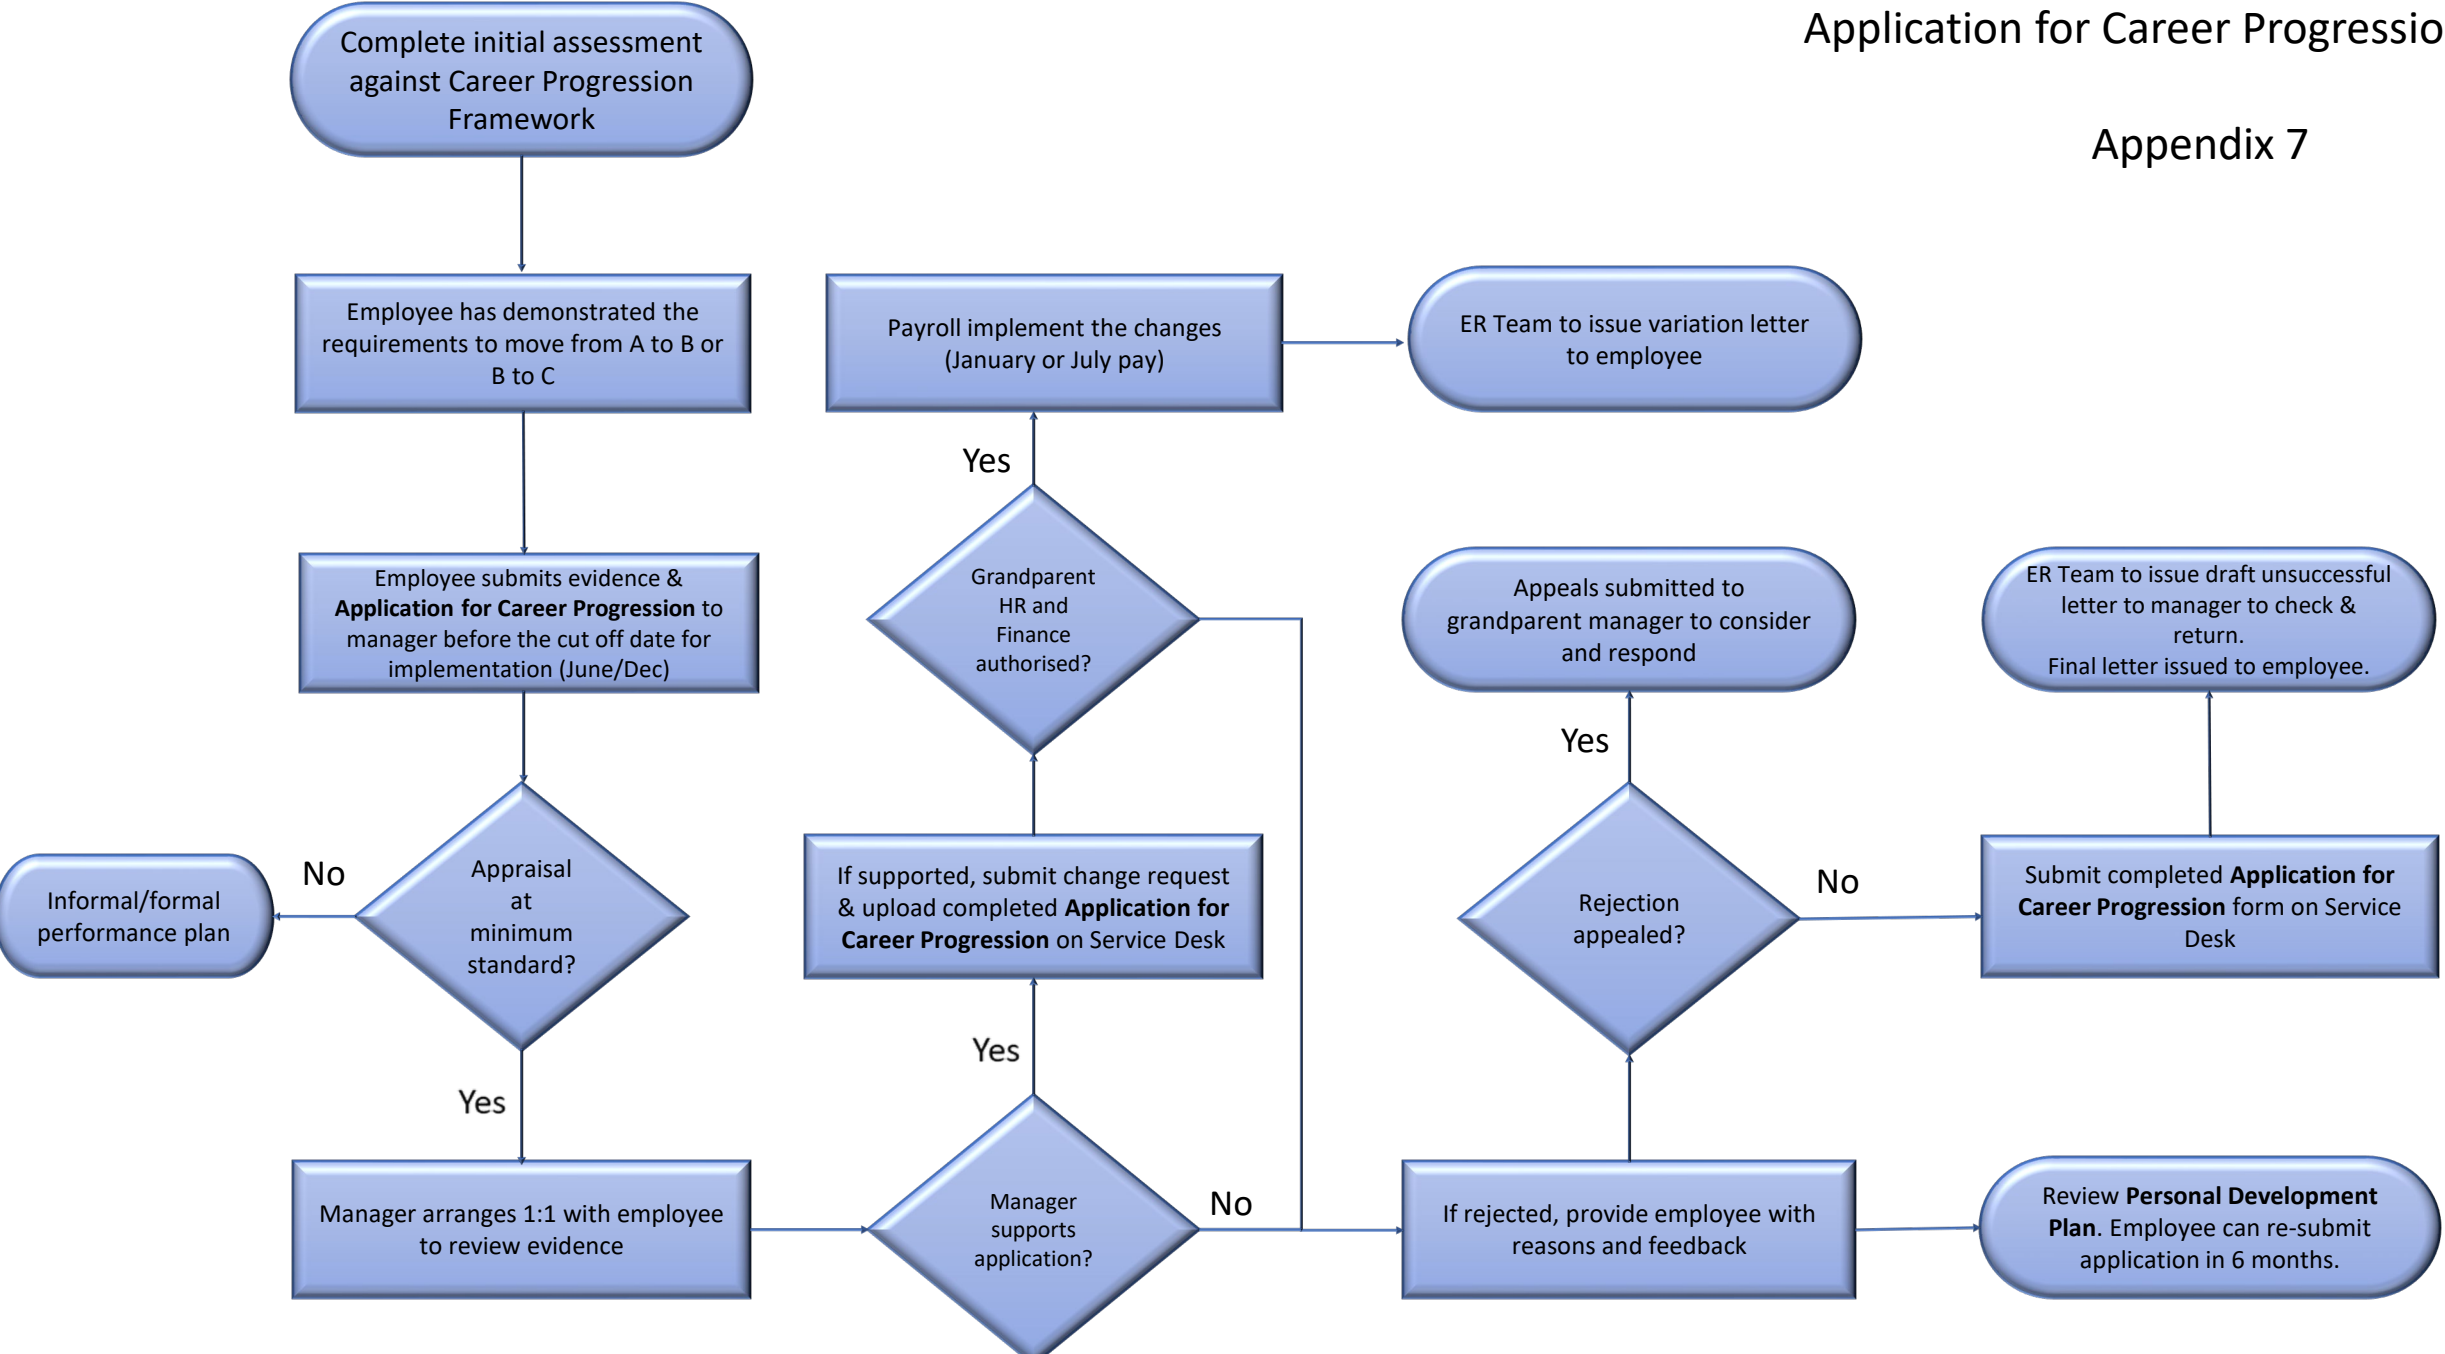 Application for Career Progressio
Appendix 7
Complete initial assessment
against Career Progression
Framework
Employee has demonstrated the
requirements to move from A to B or
B to C
Employee submits evidence &
Application for Career Progression to
manager before the cut off date for
implementation (June/Dec)
Appraisal
at
minimum
standard?
No
Informal/formal
performance plan
Yes
Manager arranges 1:1 with employee
to review evidence
Manager
supports
application?
Yes
If supported, submit change request
& upload completed Application for
Career Progression on Service Desk
Grandparent
HR and
Finance
authorised?
Yes
Payroll implement the changes
(January or July pay)
ER Team to issue variation letter
to employee
No
If rejected, provide employee with
reasons and feedback
Rejection
appealed?
Yes
Appeals submitted to
grandparent manager to consider
and respond
No
Submit completed Application for
Career Progression form on Service
Desk
ER Team to issue draft unsuccessful
letter to manager to check &
return.
Final letter issued to employee.
Review Personal Development
Plan. Employee can re-submit
application in 6 months.